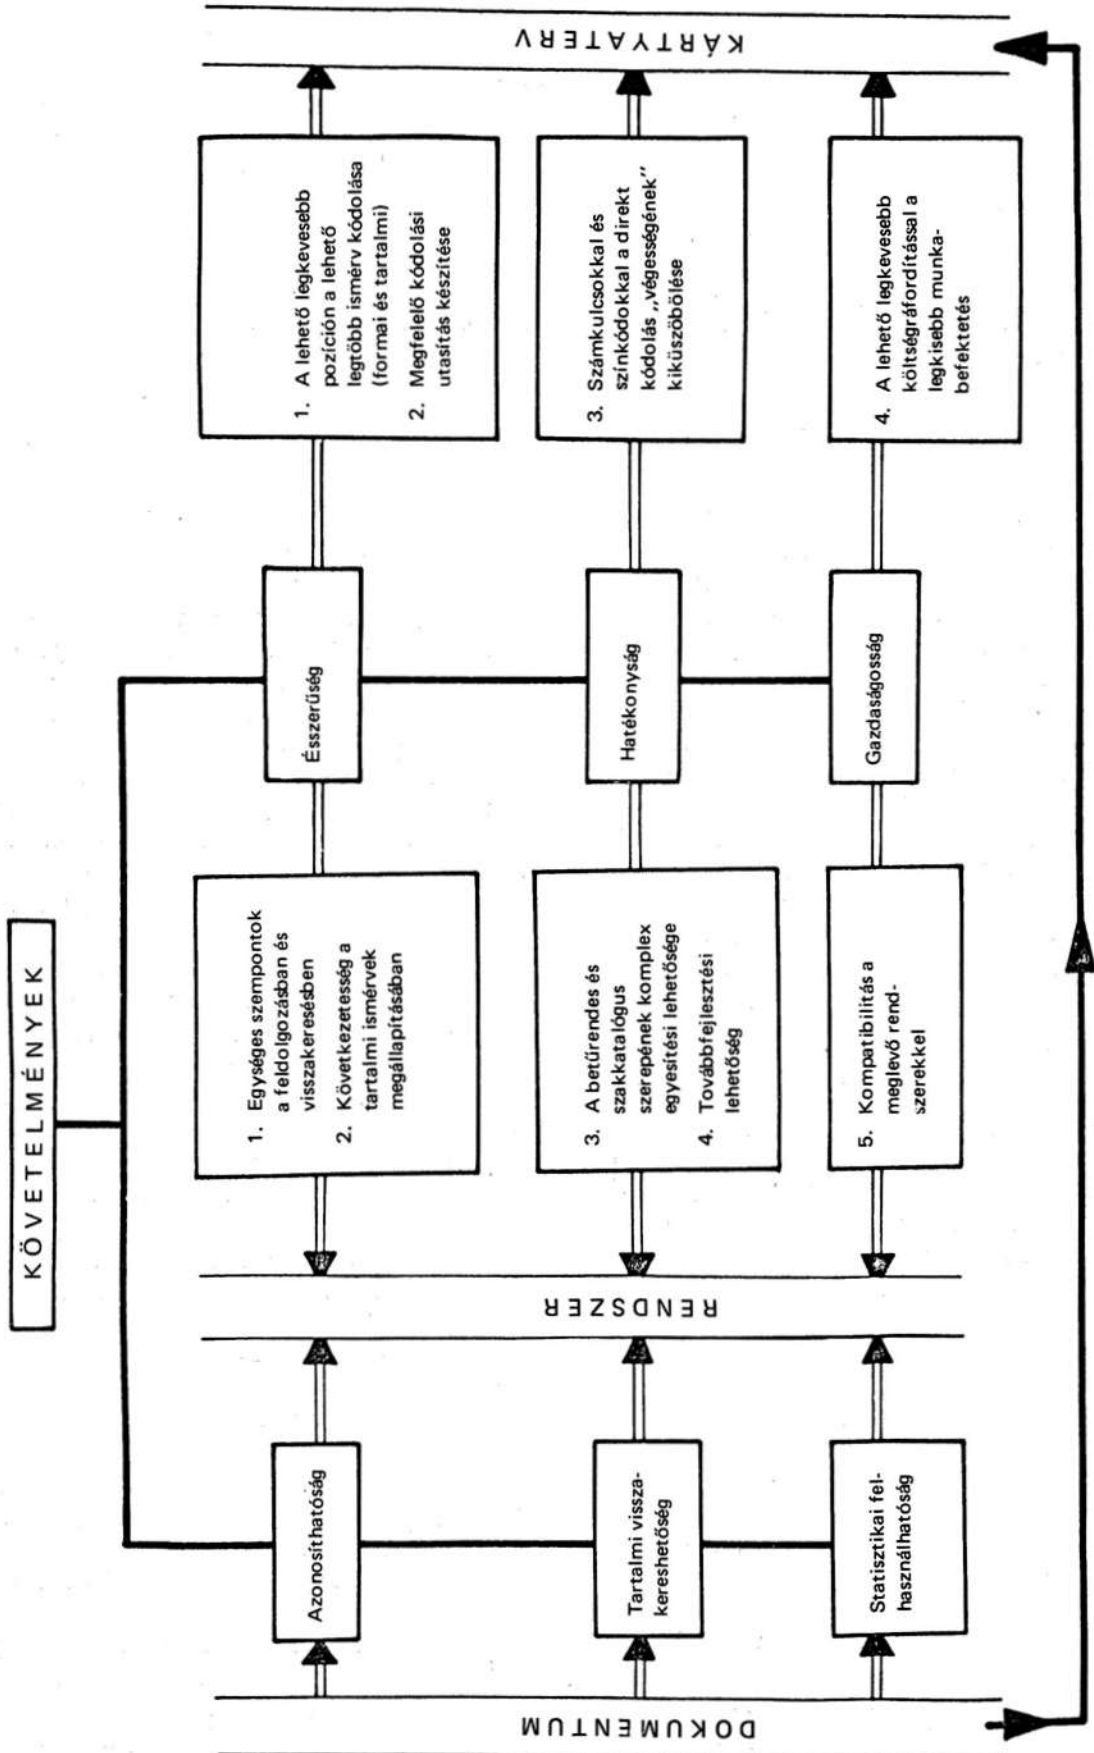 KÖVETELMÉNYEK
DOKUMENTUM
Azonosíthatóság
Tartalmi vissza-
kereshetőség
Statisztikai fel-
használhatóság
RENDSZER
1. Egységes szempontok
a feldolgozásban és
visszakeresésben
2. Következetesség a
tartalmi ismérvek
megállapításában
3. A betűrendes és
szakkatalógus
szerepének komplex
egyesítési lehetősége
4. Továbbfejlesztési
lehetőség
5. Kompatibilitás a
meglevő rend-
szerekkel
Ésszerűség
Hatékonyság
Gazdaságosság
1. A lehető legkevesebb
pozíción a lehető
legtöbb ismérv kódolása
(formai és tartalmi)
2. Megfelelő kódolási
utasítás készítése
3. Számkulcsokkal és
színkódokkal a direkt
kódolás „végességének”
kiküszöbölése
4. A lehető legkevesebb
költségráfordítással a
legkisebb munka-
befektetés
KÁRTYATERV